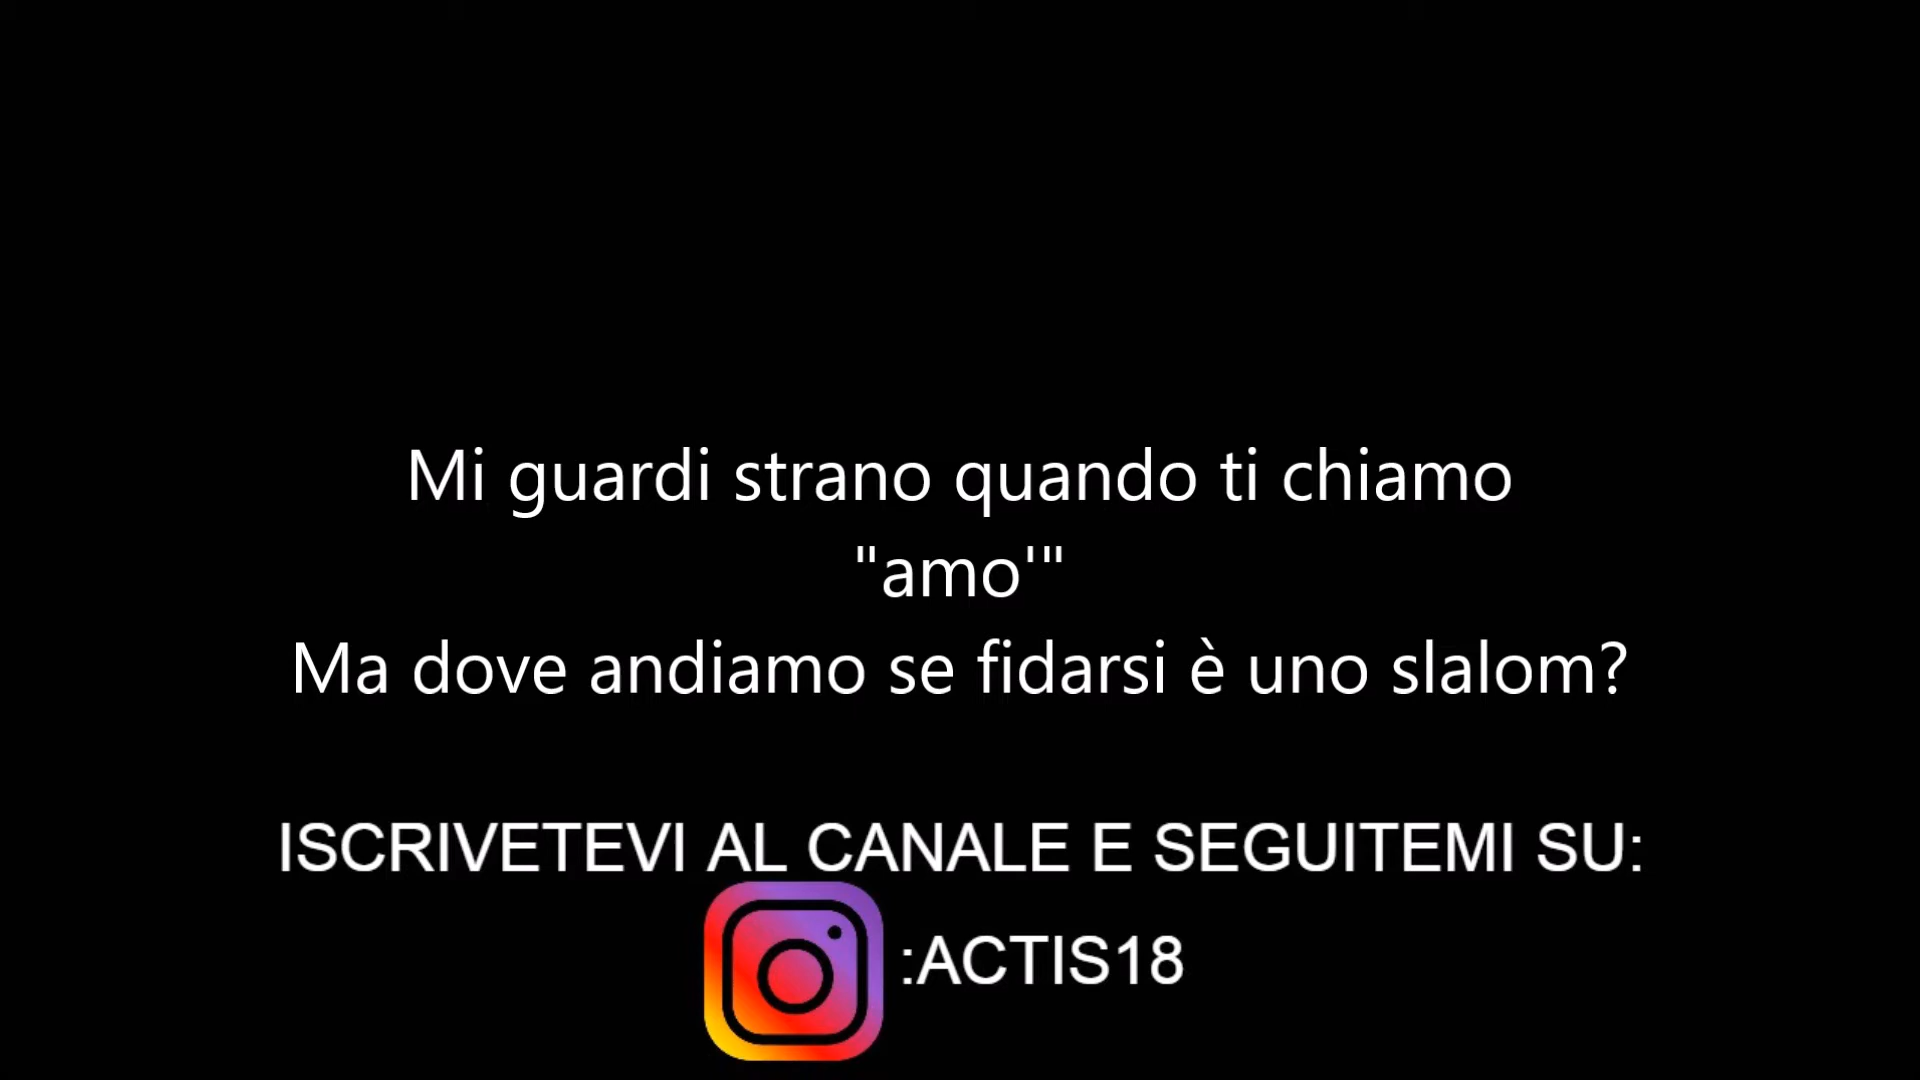 Mi guardi strano quando ti chiamo
"amo'"
Ma dove andiamo se fidarsi è uno slalom?
ISCRIVETEVI AL CANALE E SEGUITEMI SU:
:ACTIS18